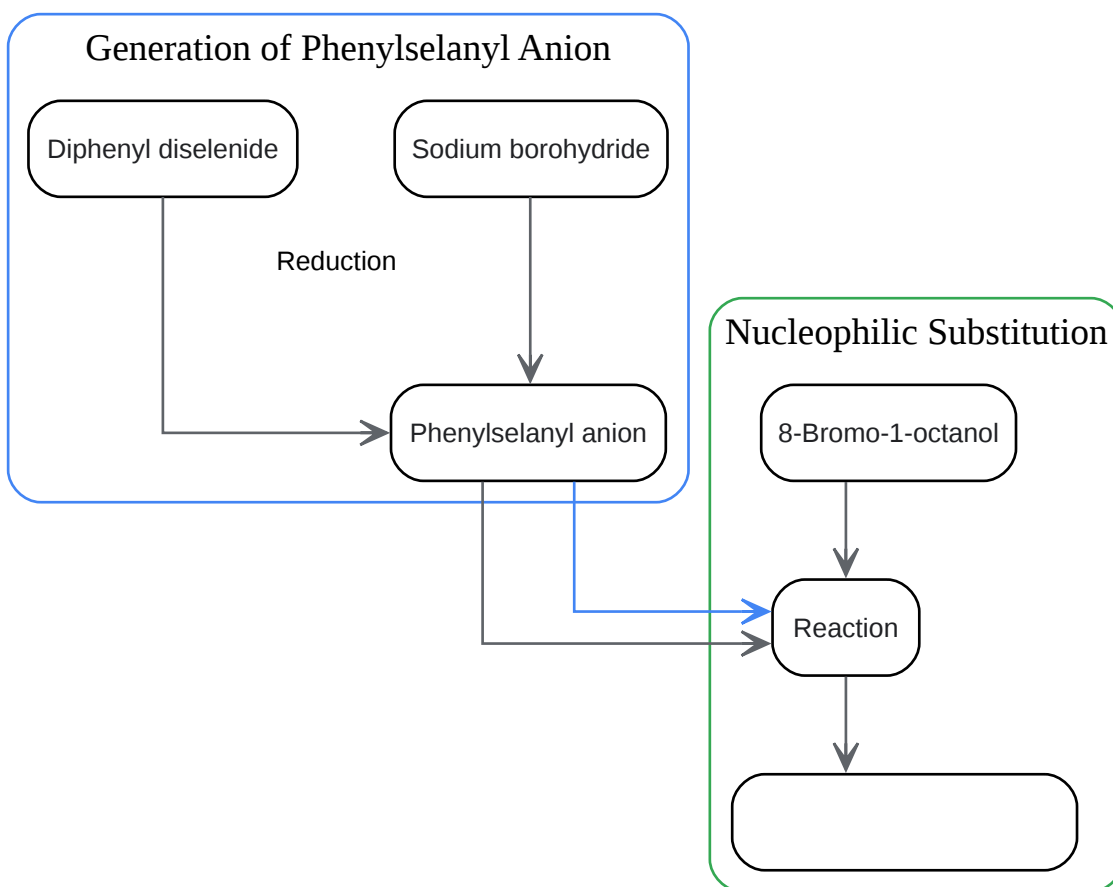 Generation of Phenylselanyl Anion
Diphenyl diselenide
Sodium borohydride
Reduction
Phenylselanyl anion
Nucleophilic Substitution
8-Bromo-1-octanol
Reaction